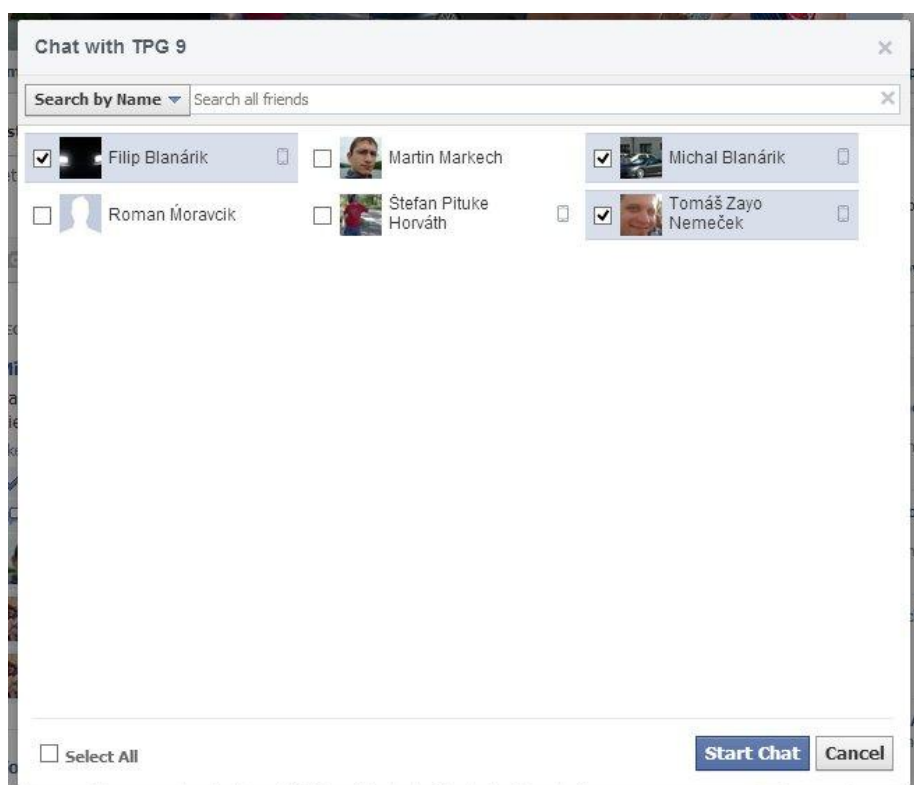 Chat with TPG 9
Search by Name Search all friends
Filip Blanárik Martin Markech Michal Blanárik
Roman Móravcik Štefan Pituke Horváth Tomáš Zayo Nemeček
Select All Start Chat Cancel